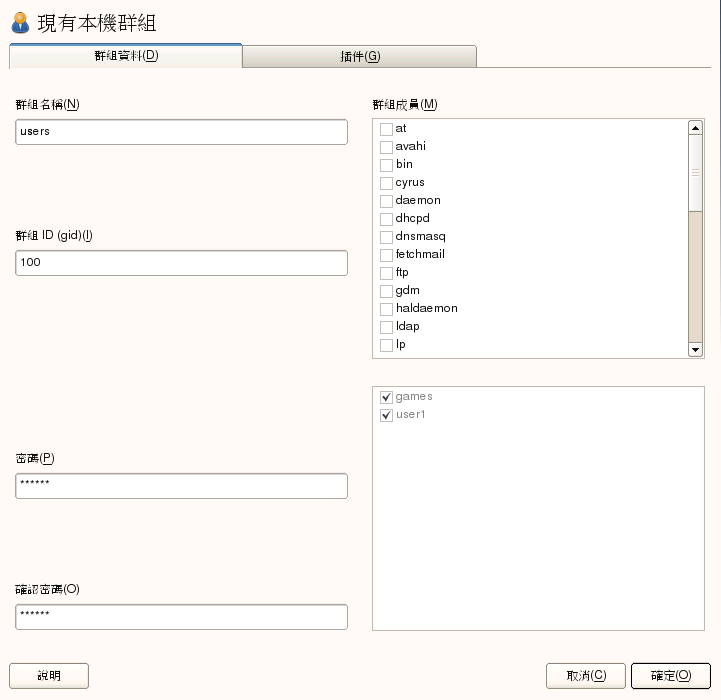 現有本機群組
群組資料(D)
插件(G)
群組名稱(N)
users
群組 ID (gid)(I)
100
密碼(P)
******
確認密碼(O)
******
群組成員(M)
at
avahi
bin
cyrus
daemon
dhcpd
dnsmasq
fetchmail
ftp
gdm
haldaemon
ldap
lp
games
user1
說明
取消(C)
確定(O)